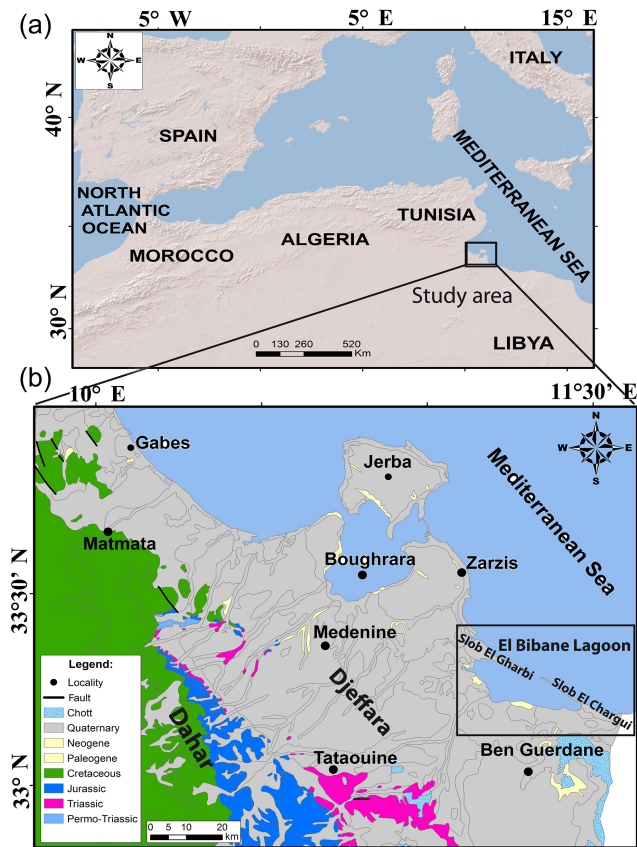 (a)
5° W
5° E
15° E
N
W
E
S
ITALY
40° N
SPAIN
MEDITERRANEAN SEA
NORTH
ATLANTIC
OCEAN
TUNISIA
ALGERIA
MOROCCO
Study area
30° N
0 130 260 520
Km
LIBYA
(b)
10° E
11°30' E
N
W
E
S
Gabes
Jerba
Mediterranean Sea
Matmata
Boughrara
Zarzis
33°30' N
Medenine
El Bibane Lagoon
Slob El Gharbi
Slob El Chargui
Legend:
Locality
Fault
Chott
Quaternary
Neogene
Paleogene
Cretaceous
Jurassic
Triassic
Permo-Triassic
Djeffara
Dahar
Tataouine
Ben Guerdane
33° N
0 5 10 20
km